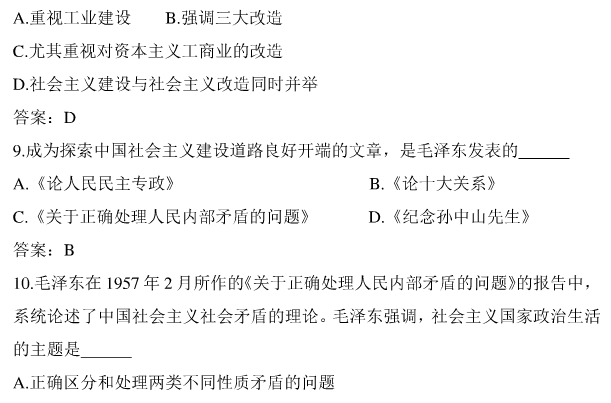 A.重视工业建设 B.强调三大改造
C.尤其重视对资本主义工商业的改造
D.社会主义建设与社会主义改造同时并举
答案：D
9.成为探索中国社会主义建设道路良好开端的文章，是毛泽东发表的______
A.《论人民民主专政》 B.《论十大关系》
C.《关于正确处理人民内部矛盾的问题》 D.《纪念孙中山先生》
答案：B
10.毛泽东在 1957 年 2 月所作的《关于正确处理人民内部矛盾的问题》的报告中，
系统论述了中国社会主义社会矛盾的理论。毛泽东强调，社会主义国家政治生活
的主题是______
A.正确区分和处理两类不同性质矛盾的问题